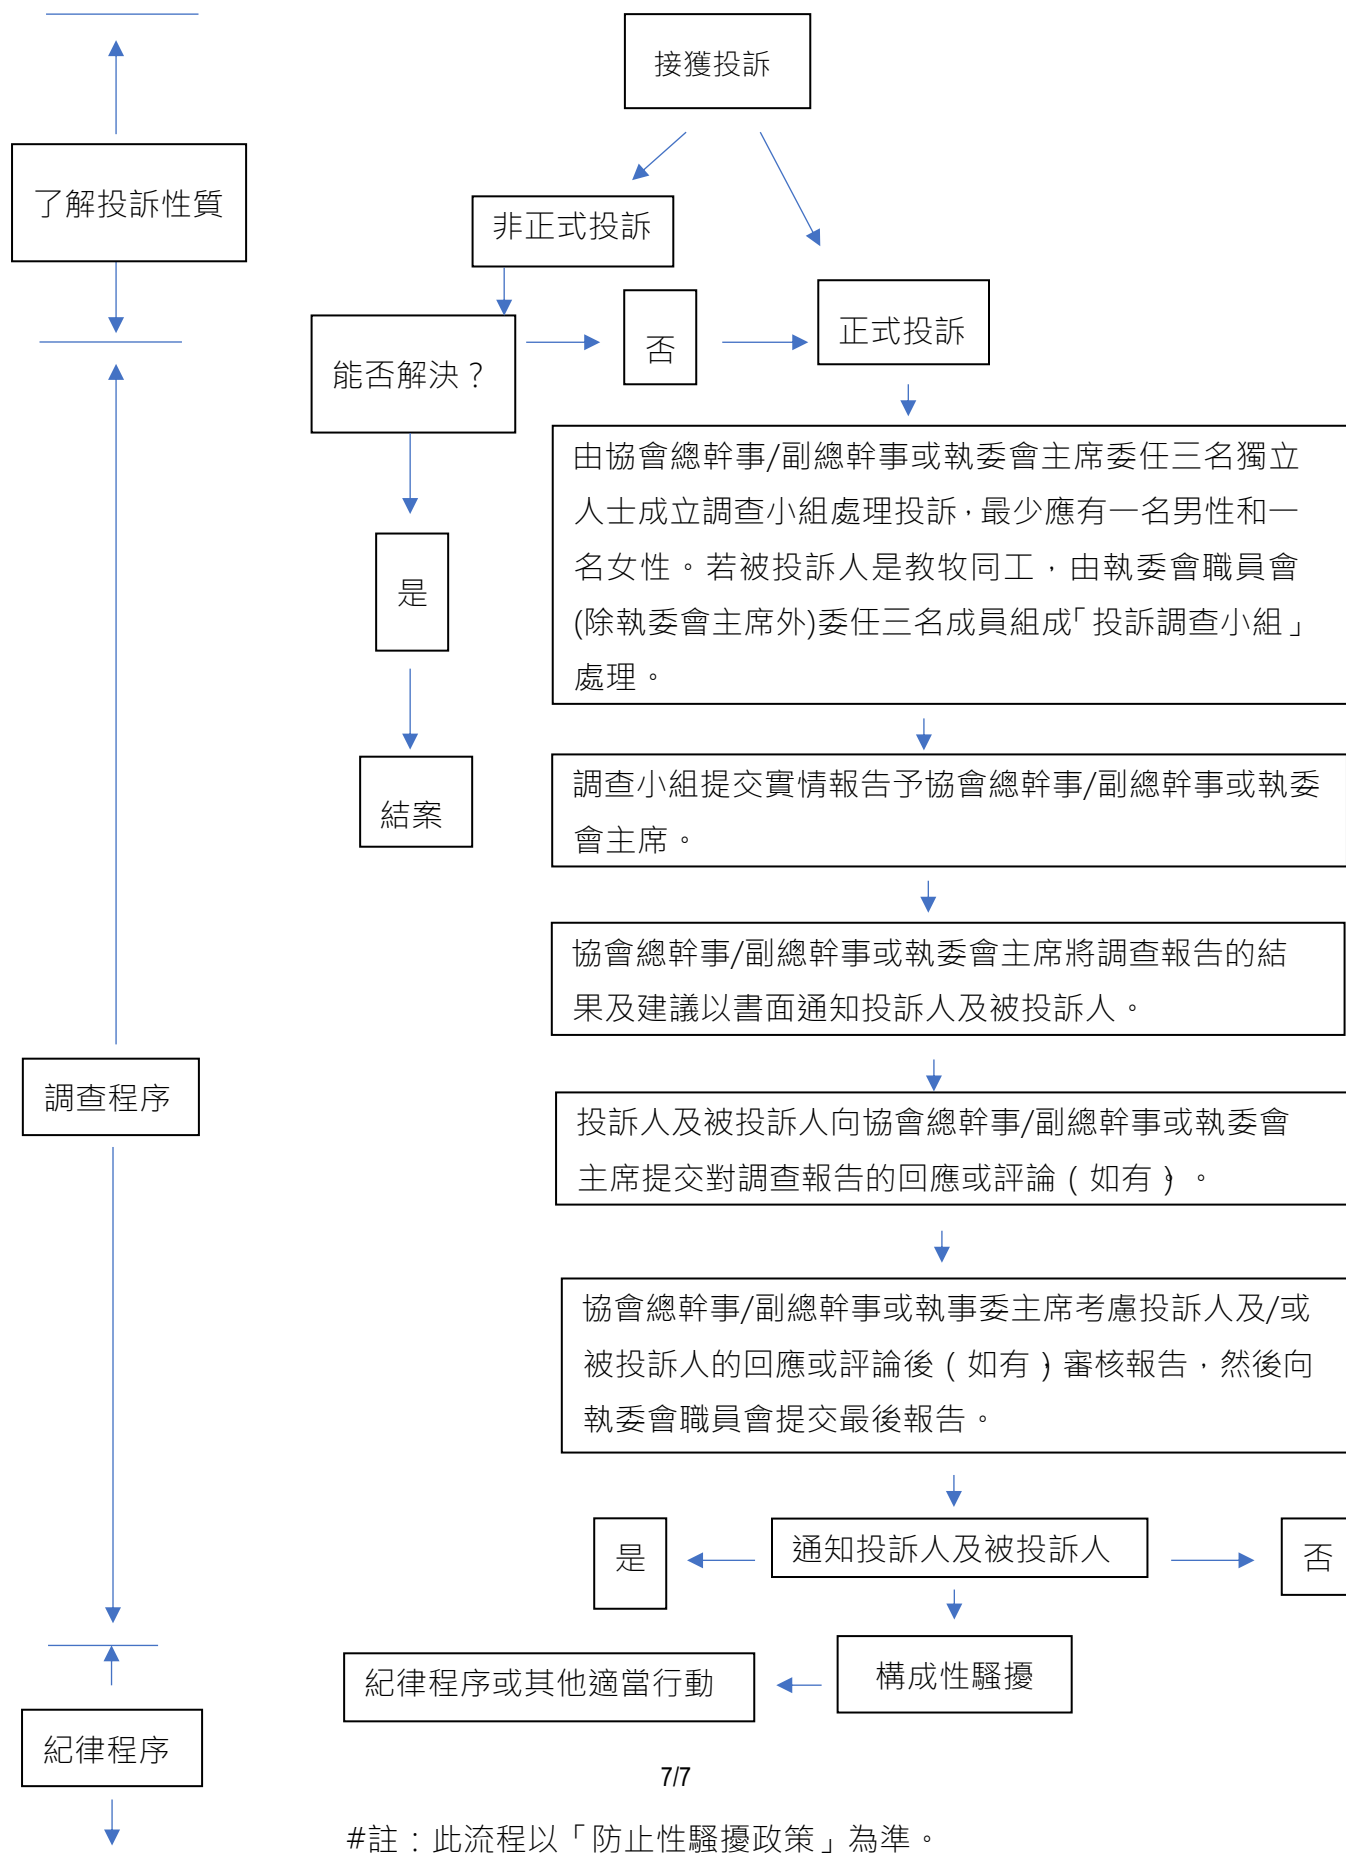 接獲投訴
了解投訴性質
非正式投訴
能否解決？
否
正式投訴
由協會總幹事/副總幹事或執委會主席委任三名獨立
人士成立調查小組處理投訴，最少應有一名男性和一
名女性。若被投訴人是教牧同工，由執委會職員會
(除執委會主席外)委任三名成員組成「投訴調查小組」
處理。
是
結案
調查小組提交實情報告予協會總幹事/副總幹事或執委
會主席。
協會總幹事/副總幹事或執委會主席將調查報告的結
果及建議以書面通知投訴人及被投訴人。
調查程序
投訴人及被投訴人向協會總幹事/副總幹事或執委會
主席提交對調查報告的回應或評論（如有）。
協會總幹事/副總幹事或執事委主席考慮投訴人及/或
被投訴人的回應或評論後（如有），審核報告，然後向
執委會職員會提交最後報告。
是
通知投訴人及被投訴人
否
構成性騷擾
紀律程序或其他適當行動
紀律程序
7/7
#註：此流程以「防止性騷擾政策」為準。